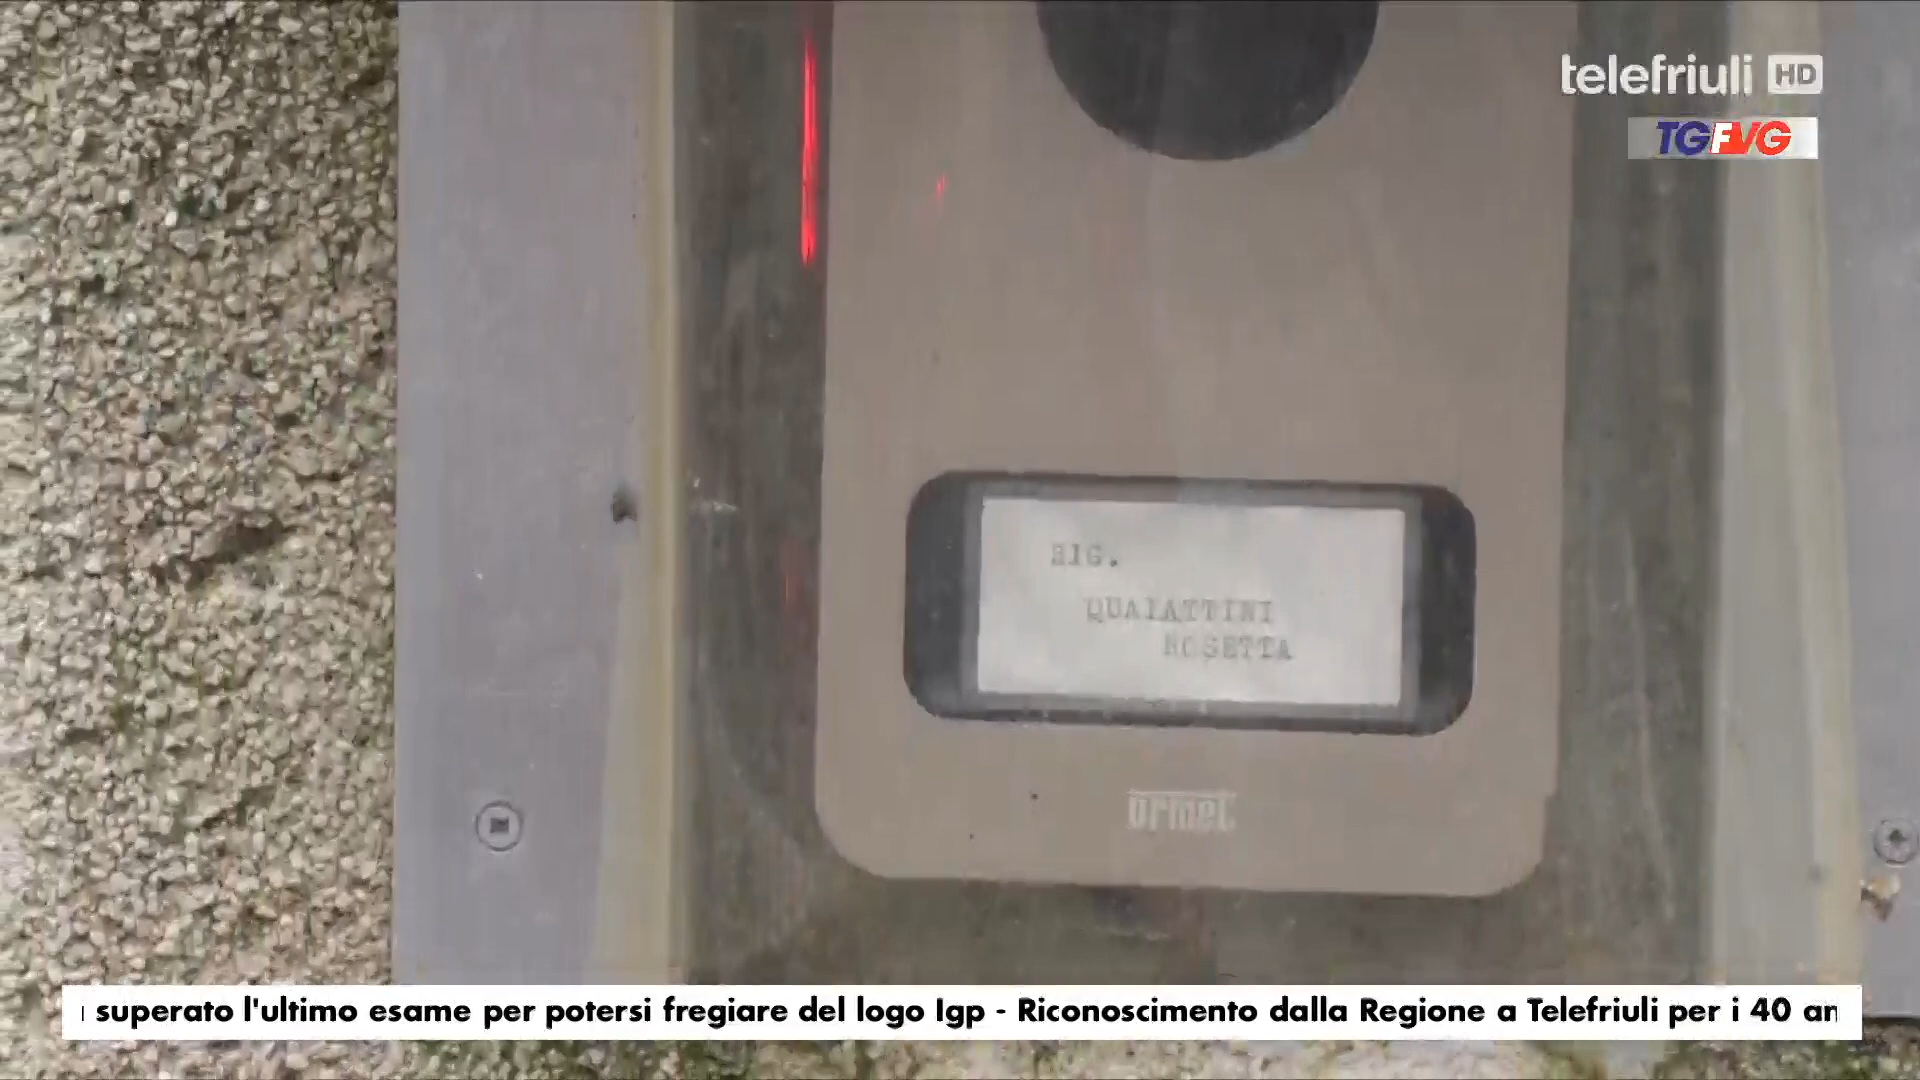 telefriuli HD
TGFVG
SIG.
QUAIATTINI
ROSETTA
urmet
superato l'ultimo esame per potersi fregiare del logo Igp - Riconoscimento dalla Regione a Telefriuli per i 40 an